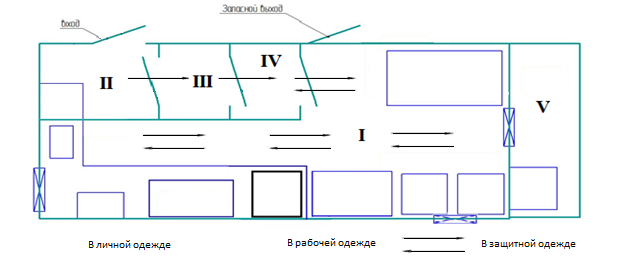 вход
Запасной выход
II
III
IV
I
V
В личной одежде
В рабочей одежде
В защитной одежде